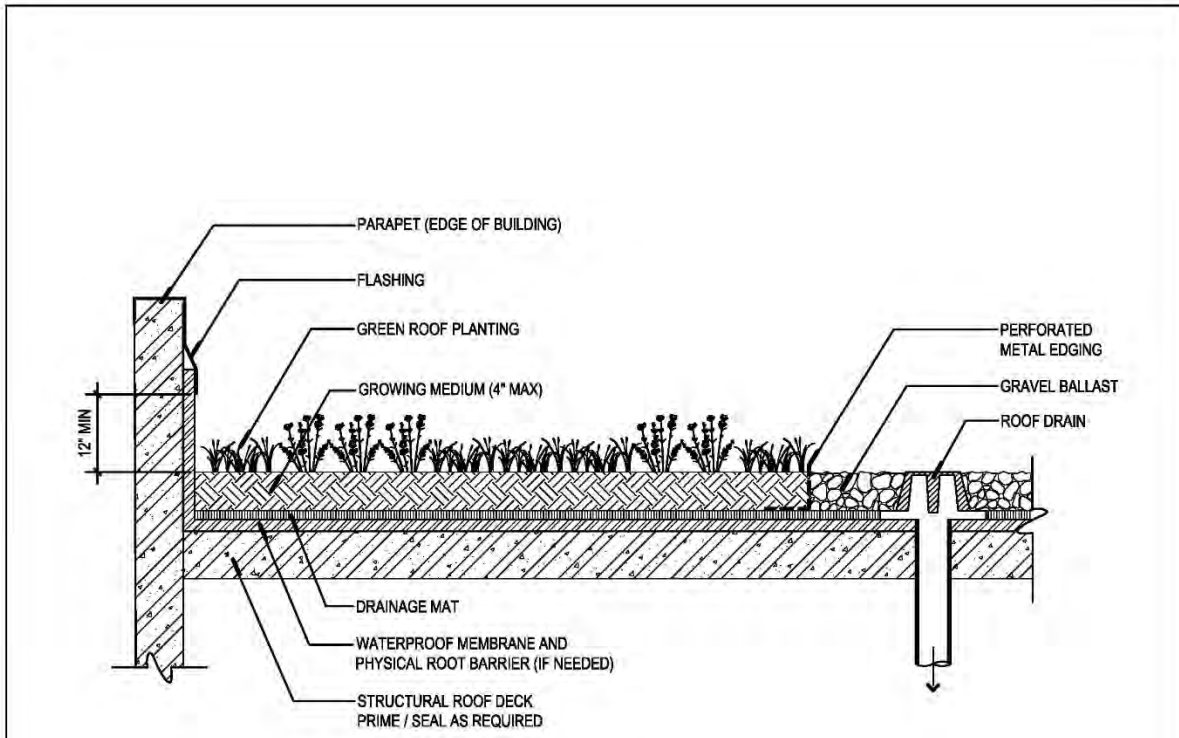 PARAPET (EDGE OF BUILDING)
FLASHING
GREEN ROOF PLANTING
GROWING MEDIUM (4" MAX)
12" MIN
PERFORATED
METAL EDGING
GRAVEL BALLAST
ROOF DRAIN
DRAINAGE MAT
WATERPROOF MEMBRANE AND
PHYSICAL ROOT BARRIER (IF NEEDED)
STRUCTURAL ROOF DECK
PRIME / SEAL AS REQUIRED